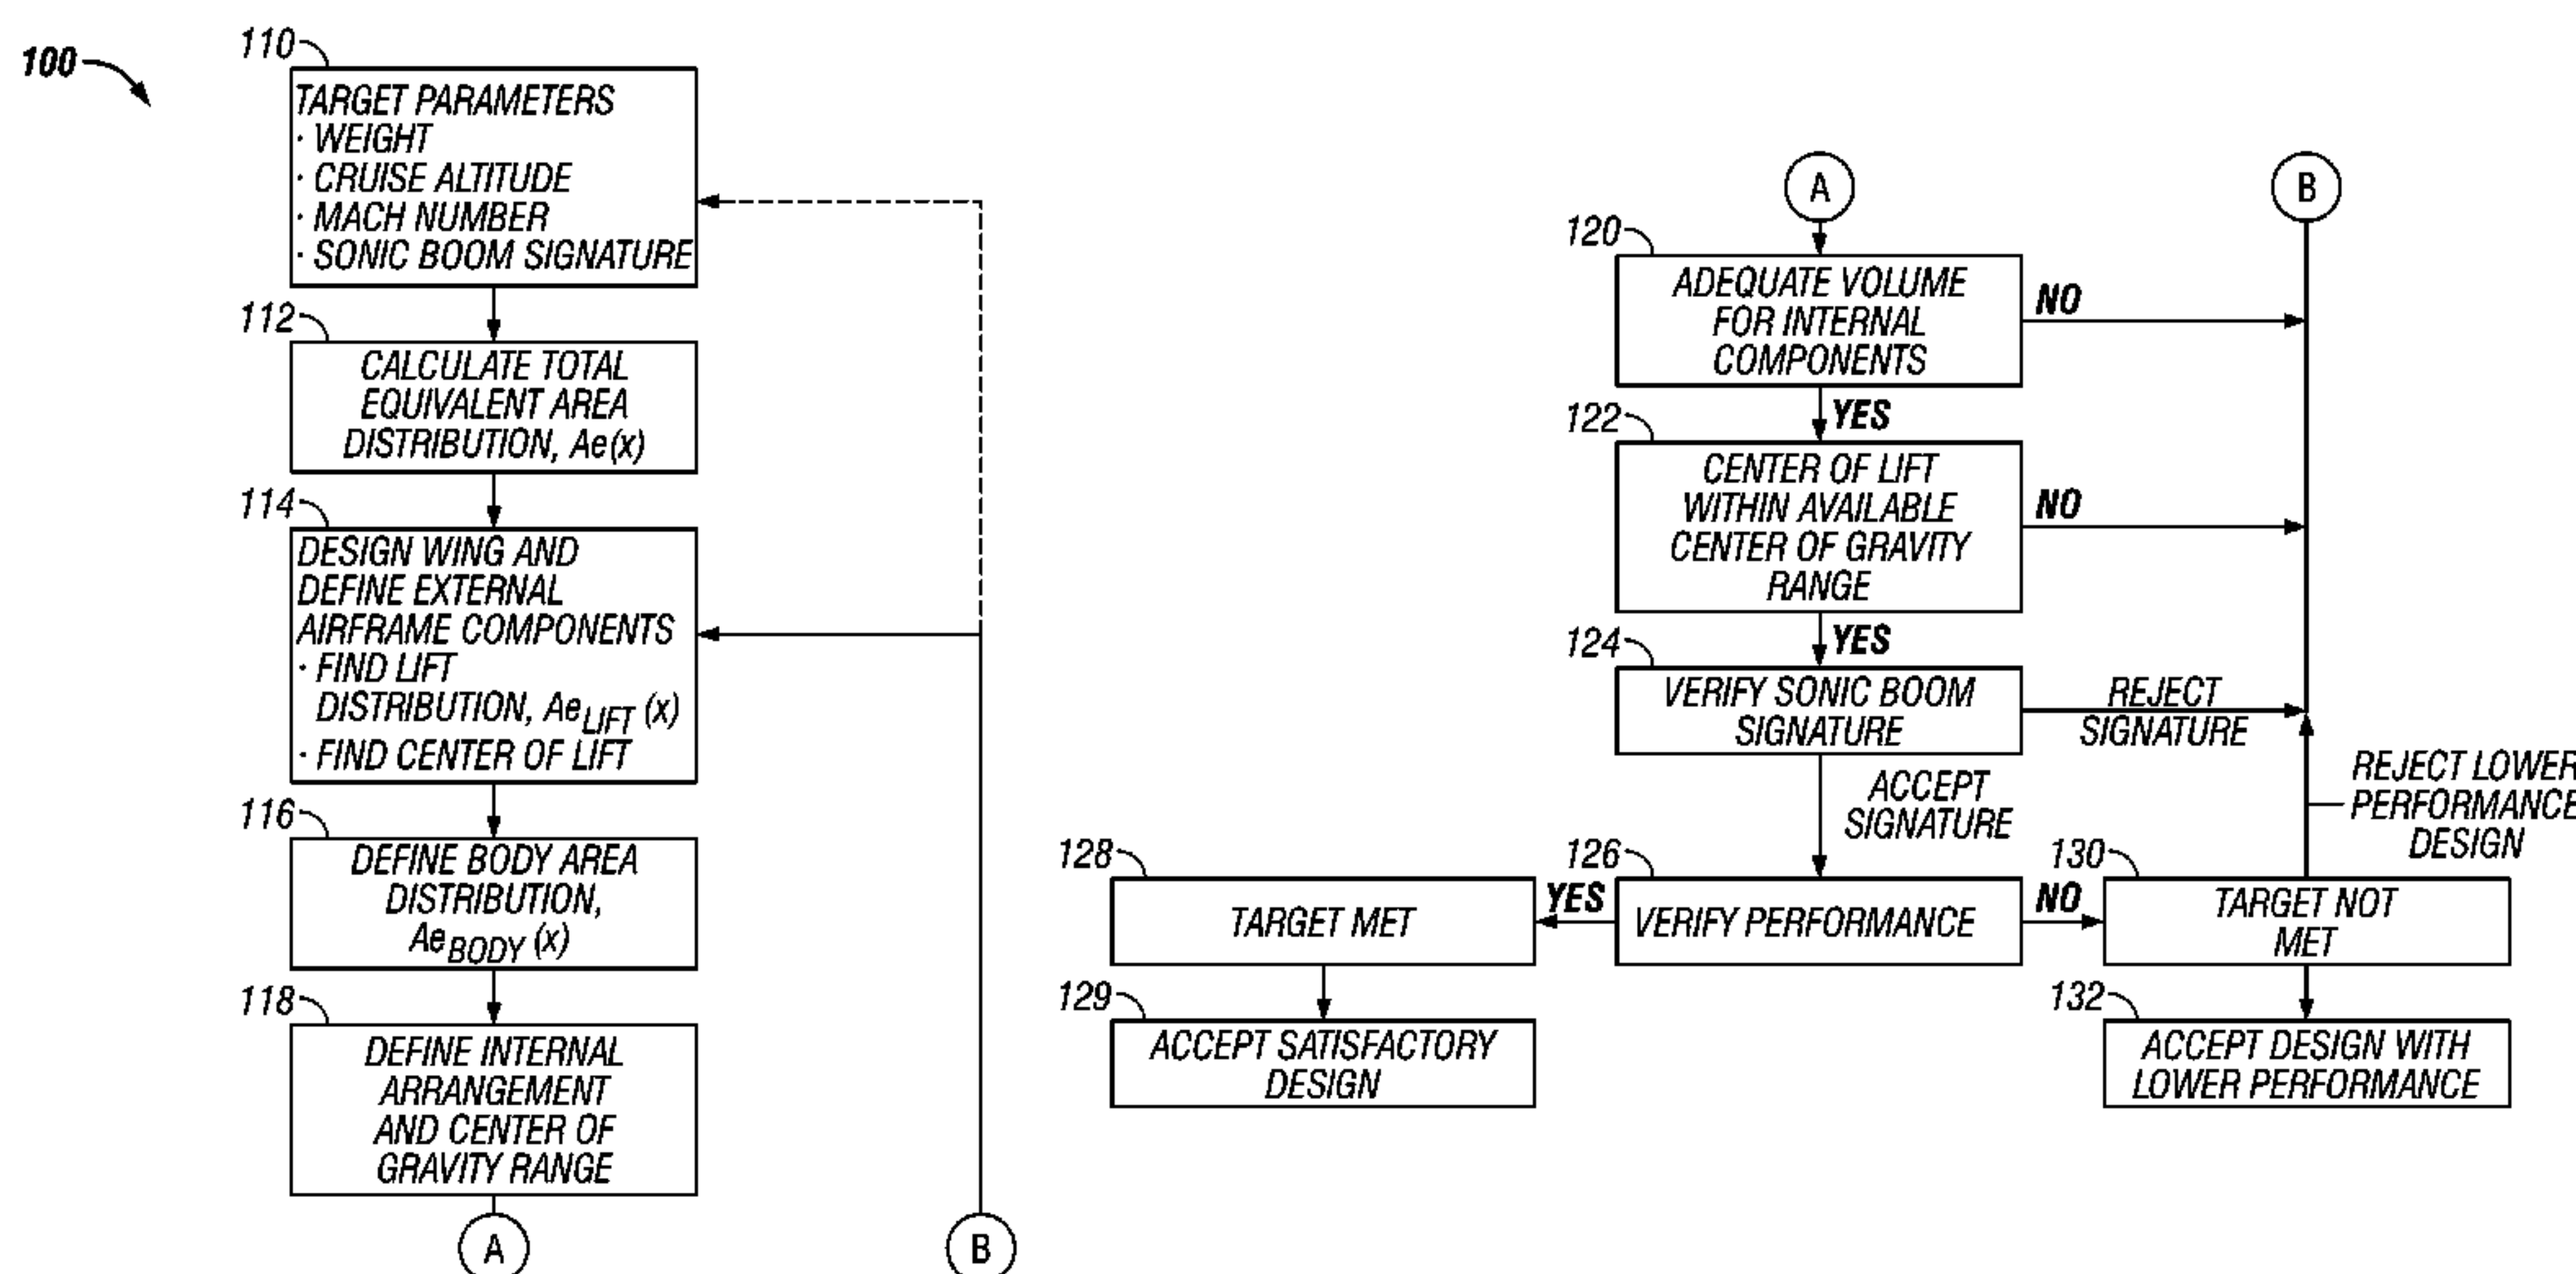 100
110
TARGET PARAMETERS
· WEIGHT
· CRUISE ALTITUDE
· MACH NUMBER
· SONIC BOOM SIGNATURE
112
CALCULATE TOTAL
EQUIVALENT AREA
DISTRIBUTION, Ae(x)
114
DESIGN WING AND
DEFINE EXTERNAL
AIRFRAME COMPONENTS
· FIND LIFT
DISTRIBUTION, Ae LIFT (x)
· FIND CENTER OF LIFT
116
DEFINE BODY AREA
DISTRIBUTION,
Ae BODY (x)
118
DEFINE INTERNAL
ARRANGEMENT
AND CENTER OF
GRAVITY RANGE
A
B
A
B
120
ADEQUATE VOLUME
FOR INTERNAL
COMPONENTS
NO
YES
122
CENTER OF LIFT
WITHIN AVAILABLE
CENTER OF GRAVITY
RANGE
NO
YES
124
VERIFY SONIC BOOM
SIGNATURE
REJECT
SIGNATURE
ACCEPT
SIGNATURE
REJECT LOWER
PERFORMANCE
DESIGN
128
TARGET MET
YES
126
VERIFY PERFORMANCE
NO
130
TARGET NOT
MET
129
ACCEPT SATISFACTORY
DESIGN
132
ACCEPT DESIGN WITH
LOWER PERFORMANCE